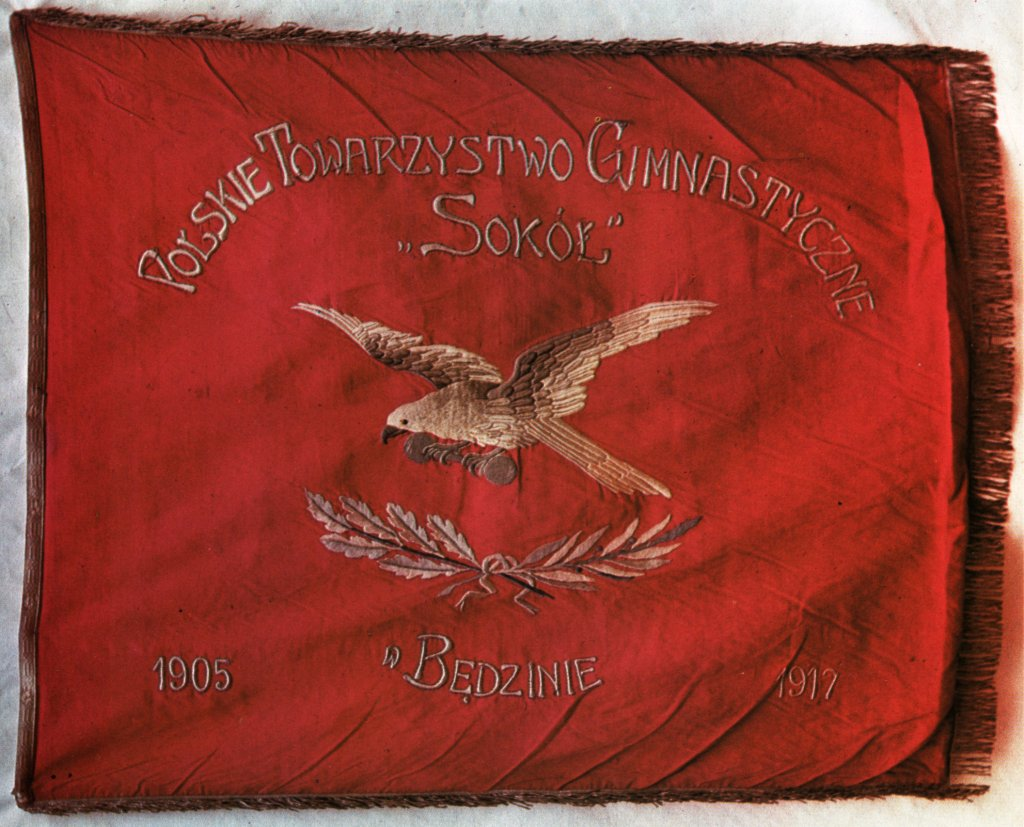 Polskie Towarzystwo Gimnastyczne
„Sokół“
w Będzinie
1905 1917